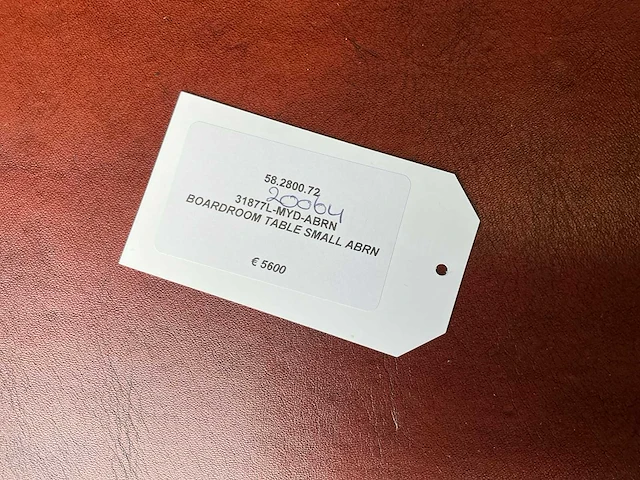 58.2800.72
20064
31877L-MYD-ABRN
BOARDROOM TABLE SMALL ABRN
€ 5600